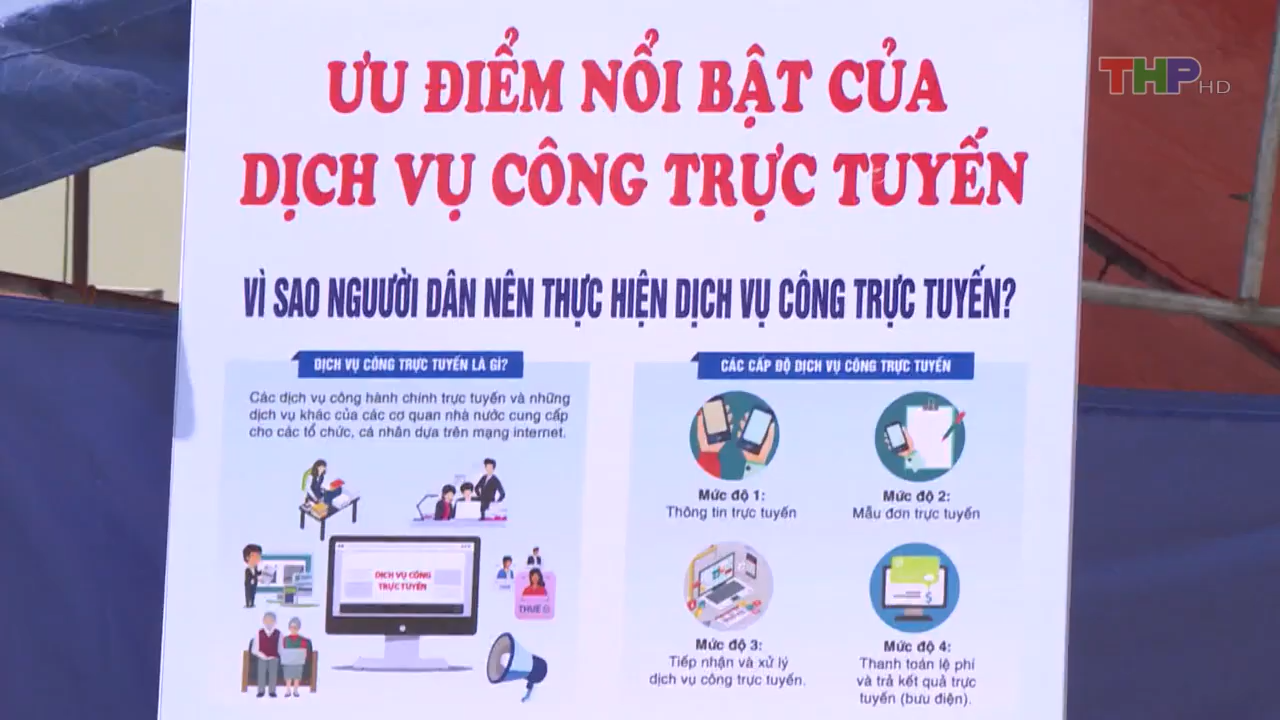 THP HD
ƯU ĐIỂM NỔI BẬT CỦA
DỊCH VỤ CÔNG TRỰC TUYẾN
VÌ SAO NGUƯỜI DÂN NÊN THỰC HIỆN DỊCH VỤ CÔNG TRỰC TUYẾN?
DỊCH VỤ CÔNG TRỰC TUYẾN LÀ GÌ?
Các dịch vụ công hành chính trực tuyến và những
dịch vụ khác của các cơ quan nhà nước cung cấp
cho các tổ chức, cá nhân dựa trên mạng internet.
DỊCH VỤ CÔNG
TRỰC TUYẾN
THUẾ
CÁC CẤP ĐỘ DỊCH VỤ CÔNG TRỰC TUYẾN
Mức độ 1:
Thông tin trực tuyến
Mức độ 2:
Mẫu đơn trực tuyến
Mức độ 3:
Tiếp nhận và xử lý
dịch vụ công trực tuyến.
$
Mức độ 4:
Thanh toán lệ phí
và trả kết quả trực
tuyến (bưu điện).